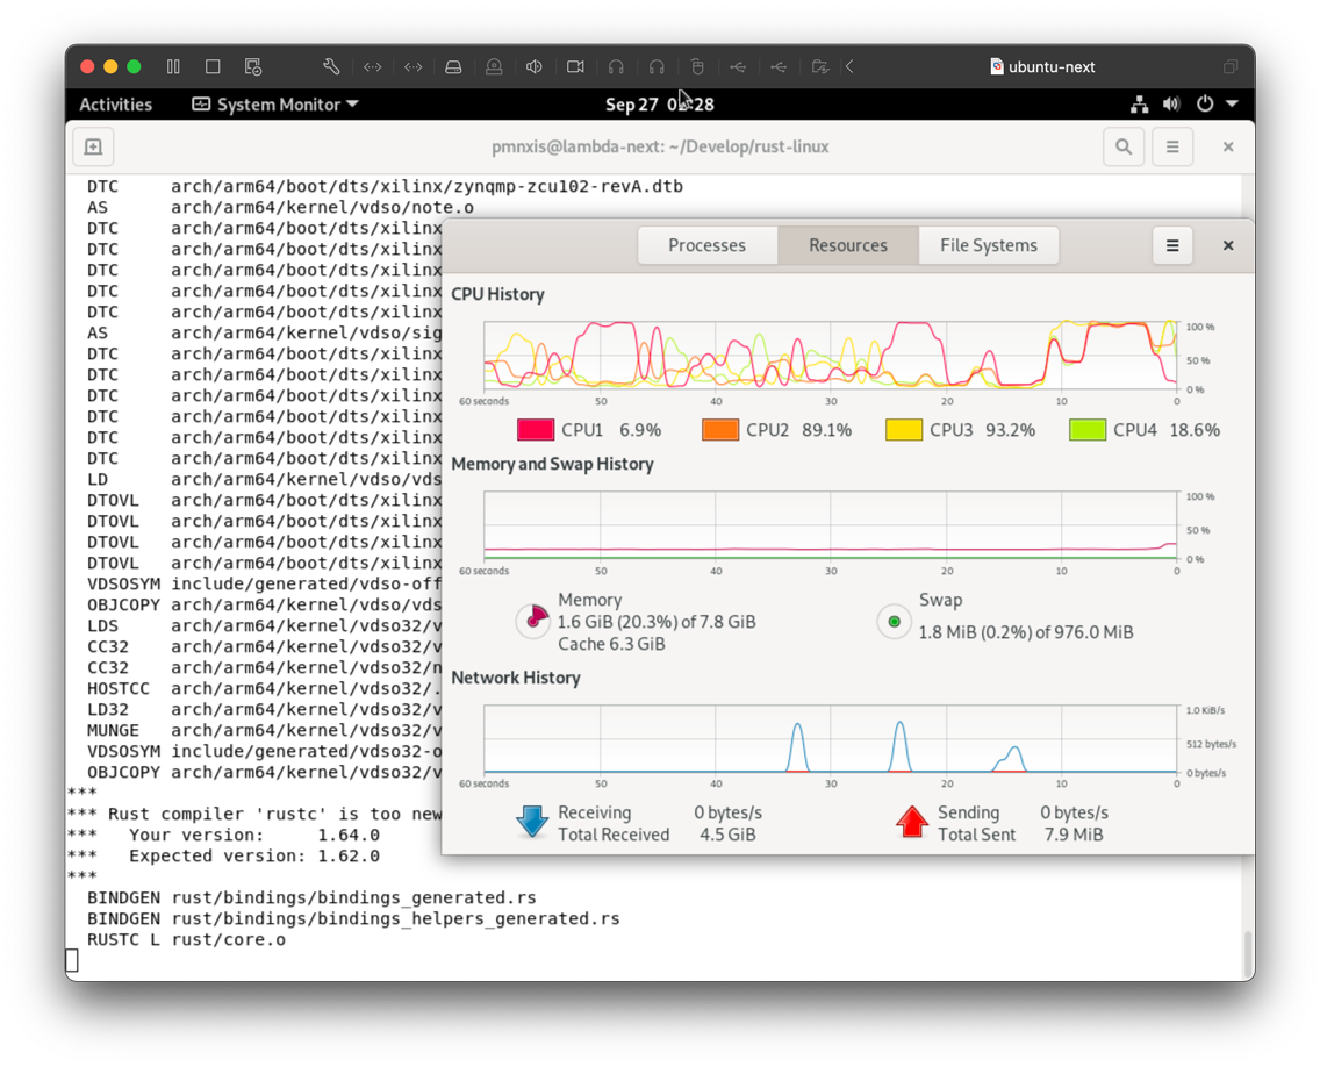 ubuntu-next
Activities System Monitor Sep 27
pmnxis@lambda-next: ~/Develop/rust-linux
DTC arch/arm64/boot/dts/xilinx/zynqmp-zcu102-revA.dtb
AS arch/arm64/kernel/vdso/note.o
DTC arch/arm64/boot/dts/xilinx
DTC arch/arm64/boot/dts/xilinx
DTC arch/arm64/boot/dts/xilinx
DTC arch/arm64/boot/dts/xilinx
DTC arch/arm64/boot/dts/xilinx
AS arch/arm64/kernel/vdso/sig
DTC arch/arm64/boot/dts/xilinx
DTC arch/arm64/boot/dts/xilinx
DTC arch/arm64/boot/dts/xilinx
DTC arch/arm64/boot/dts/xilinx
DTC arch/arm64/boot/dts/xilinx
DTC arch/arm64/boot/dts/xilinx
LD arch/arm64/kernel/vdso/vds
DTOVL arch/arm64/boot/dts/xilinx
DTOVL arch/arm64/boot/dts/xilinx
DTOVL arch/arm64/boot/dts/xilinx
DTOVL arch/arm64/boot/dts/xilinx
VDSOSYM include/generated/vdso-off
OBJCOPY arch/arm64/kernel/vdso/vds
LDS arch/arm64/kernel/vdso32/v
CC32 arch/arm64/kernel/vdso32/v
CC32 arch/arm64/kernel/vdso32/n
HOSTCC arch/arm64/kernel/vdso32/.
LD32 arch/arm64/kernel/vdso32/v
MUNGE arch/arm64/kernel/vdso32/v
VDSOSYM include/generated/vdso32-o
OBJCOPY arch/arm64/kernel/vdso32/v
***
*** Rust compiler 'rustc' is too new
*** Your version: 1.64.0
*** Expected version: 1.62.0
***
BINDGEN rust/bindings/bindings_generated.rs
BINDGEN rust/bindings/bindings_helpers_generated.rs
RUSTC L rust/core.o
Processes Resources File Systems
CPU History
100 %
50 %
0 %
60 seconds 50 40 30 20 10 0
CPU1 6.9% CPU2 89.1% CPU3 93.2% CPU4 18.6%
Memory and Swap History
100 %
50 %
0 %
60 seconds 50 40 30 20 10 0
Memory
1.6 GiB (20.3%) of 7.8 GiB
Cache 6.3 GiB
Swap
1.8 MiB (0.2%) of 976.0 MiB
Network History
1.0 KiB/s
512 bytes/s
0 bytes/s
60 seconds 50 40 30 20 10 0
Receiving 0 bytes/s
Total Received 4.5 GiB
Sending 0 bytes/s
Total Sent 7.9 MiB